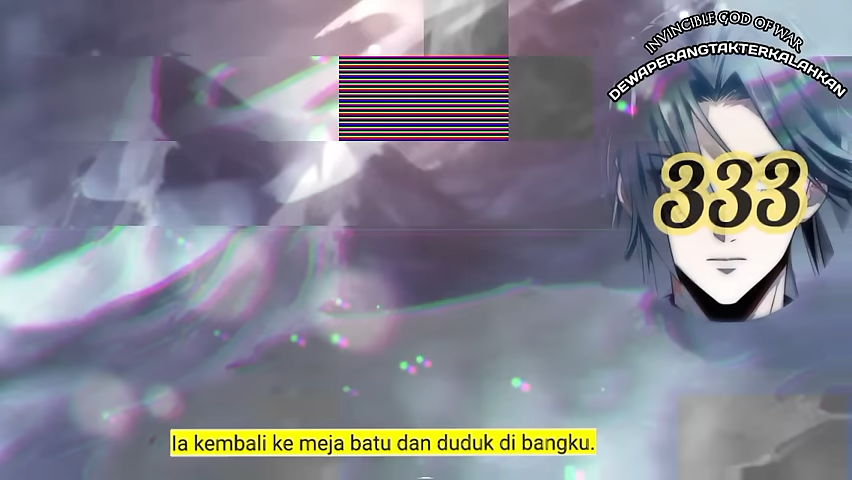 INVINCIBLE GOD OF WAR
DEWAPERANGTAKTERKALAHKAN
333
Ia kembali ke meja batu dan duduk di bangku.